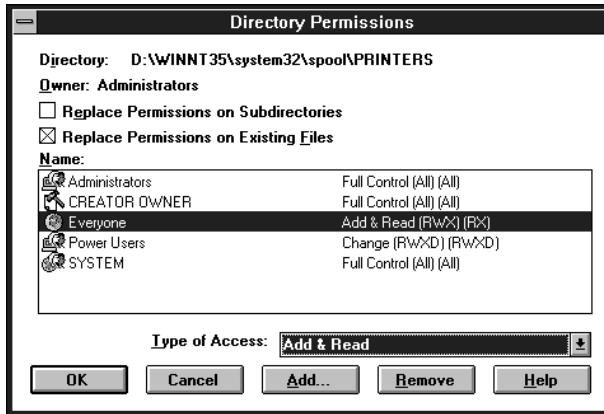 Directory Permissions
Directory: D:\WINNT35\system32\spool\PRINTERS
Owner: Administrators
Replace Permissions on Subdirectories
Replace Permissions on Existing Files
Name:
Administrators Full Control (All) (All)
CREATOR OWNER Full Control (All) (All)
Everyone Add & Read (RWX) (RX)
Power Users Change (RWXD) (RWXD)
SYSTEM Full Control (All) (All)
Type of Access: Add & Read
OK Cancel Add... Remove Help